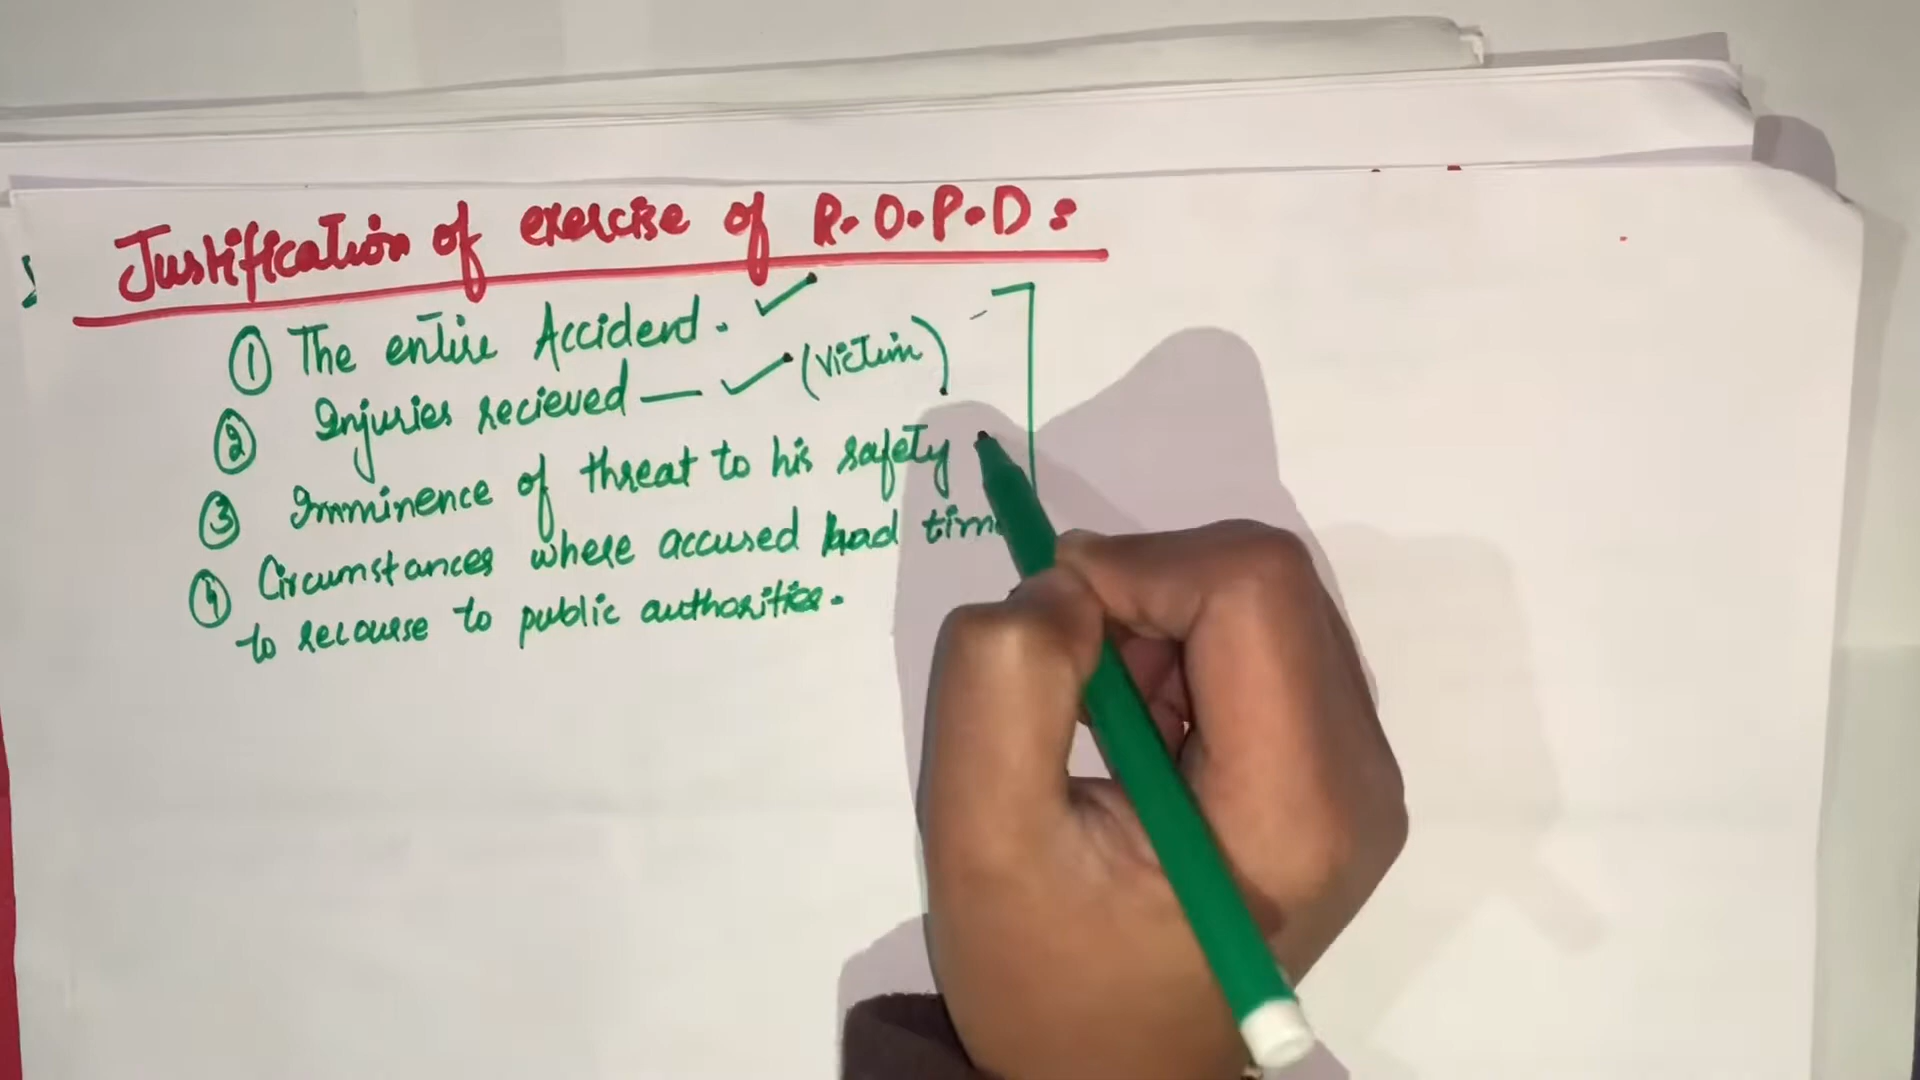 Justification of exercise of R.O.P.D:
① The entire Accident.
② Injuries recieved — (Victim)
③ Imminence of threat to his safety
④ Circumstances where accused had time
to recourse to public authorities.